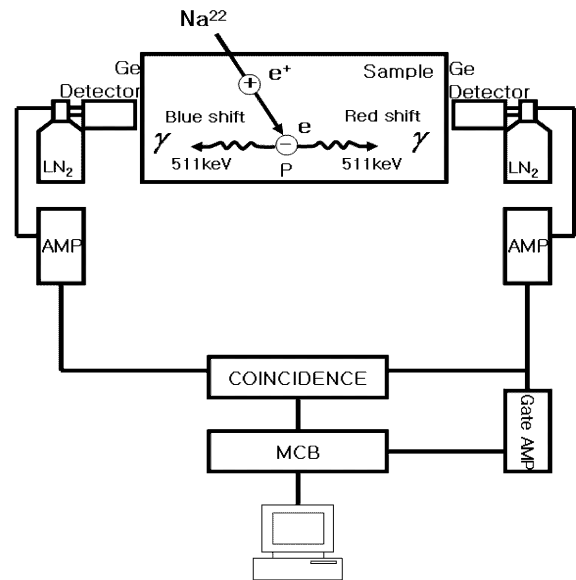 Na²²
Ge
Detector
e⁺
+
Sample
Ge
Detector
Blue shift
e
Red shift
γ
−
γ
511keV
P
511keV
LN₂
LN₂
AMP
AMP
COINCIDENCE
Gate AMP
MCB